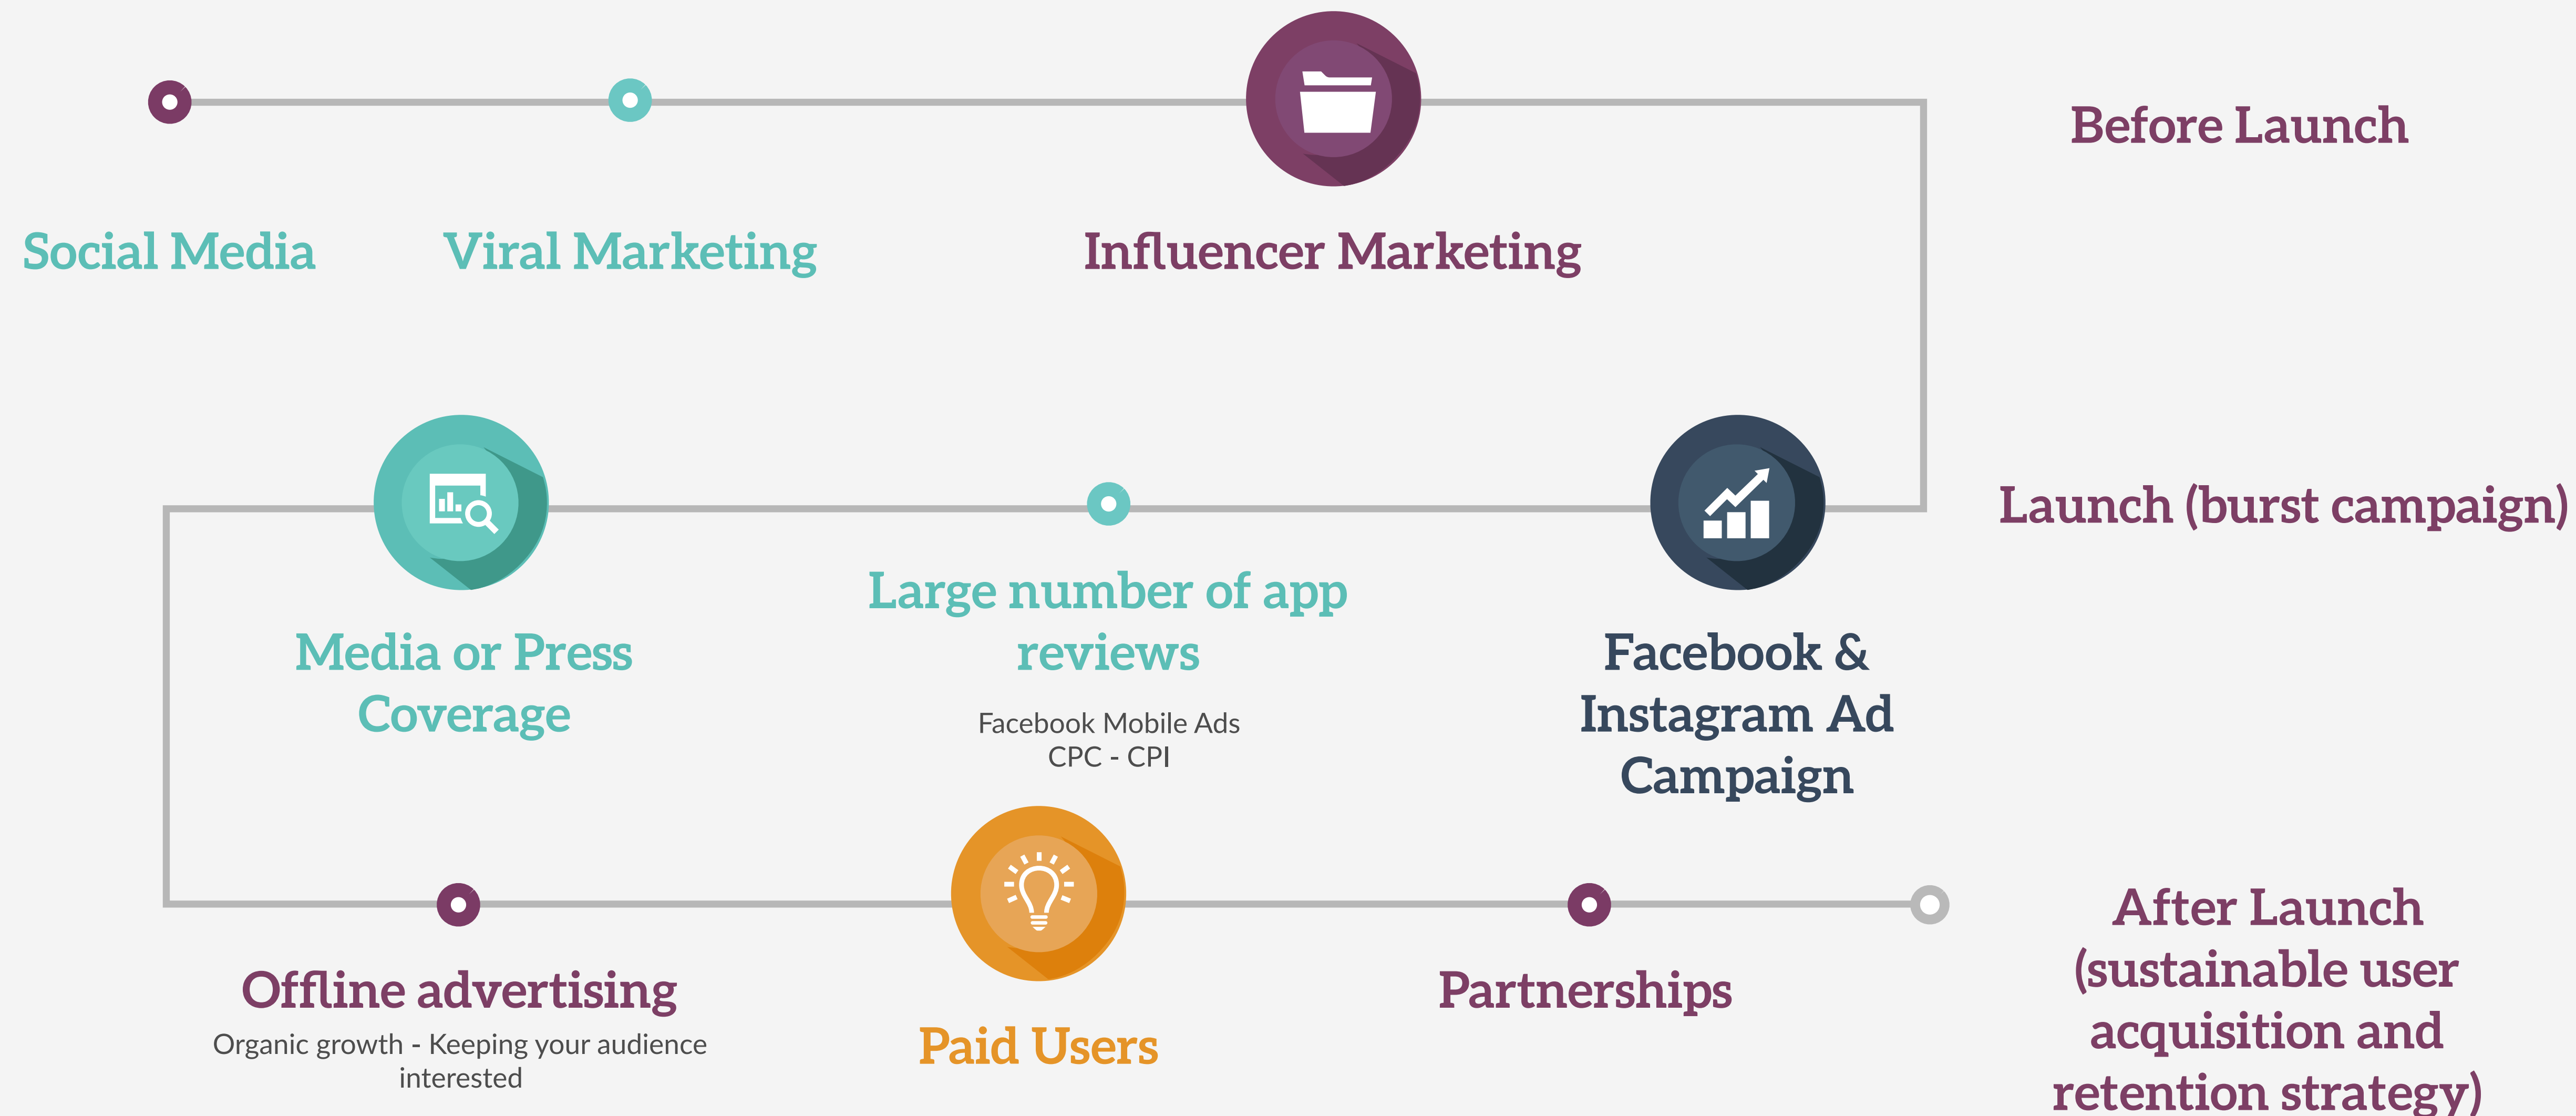 Before Launch
Social Media
Viral Marketing
Influencer Marketing
Launch (burst campaign)
Media or Press
Coverage
Large number of app
reviews
Facebook Mobile Ads
CPC - CPI
Facebook &
Instagram Ad
Campaign
After Launch
(sustainable user
acquisition and
retention strategy)
Offline advertising
Organic growth - Keeping your audience
interested
Paid Users
Partnerships